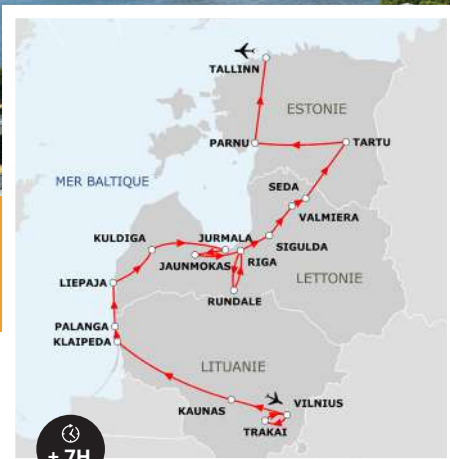 TALLINN
ESTONIE
PARNU
TARTU
MER BALTIQUE
SEDA
VALMIERA
KULDIGA
JURMALA
SIGULDA
JAUNMOKAS
RIGA
LETTONIE
LIEPAJA
RUNDALE
PALANGA
KLAIPEDA
LITUANIE
KAUNAS
VILNIUS
TRAKAI
+ 7H